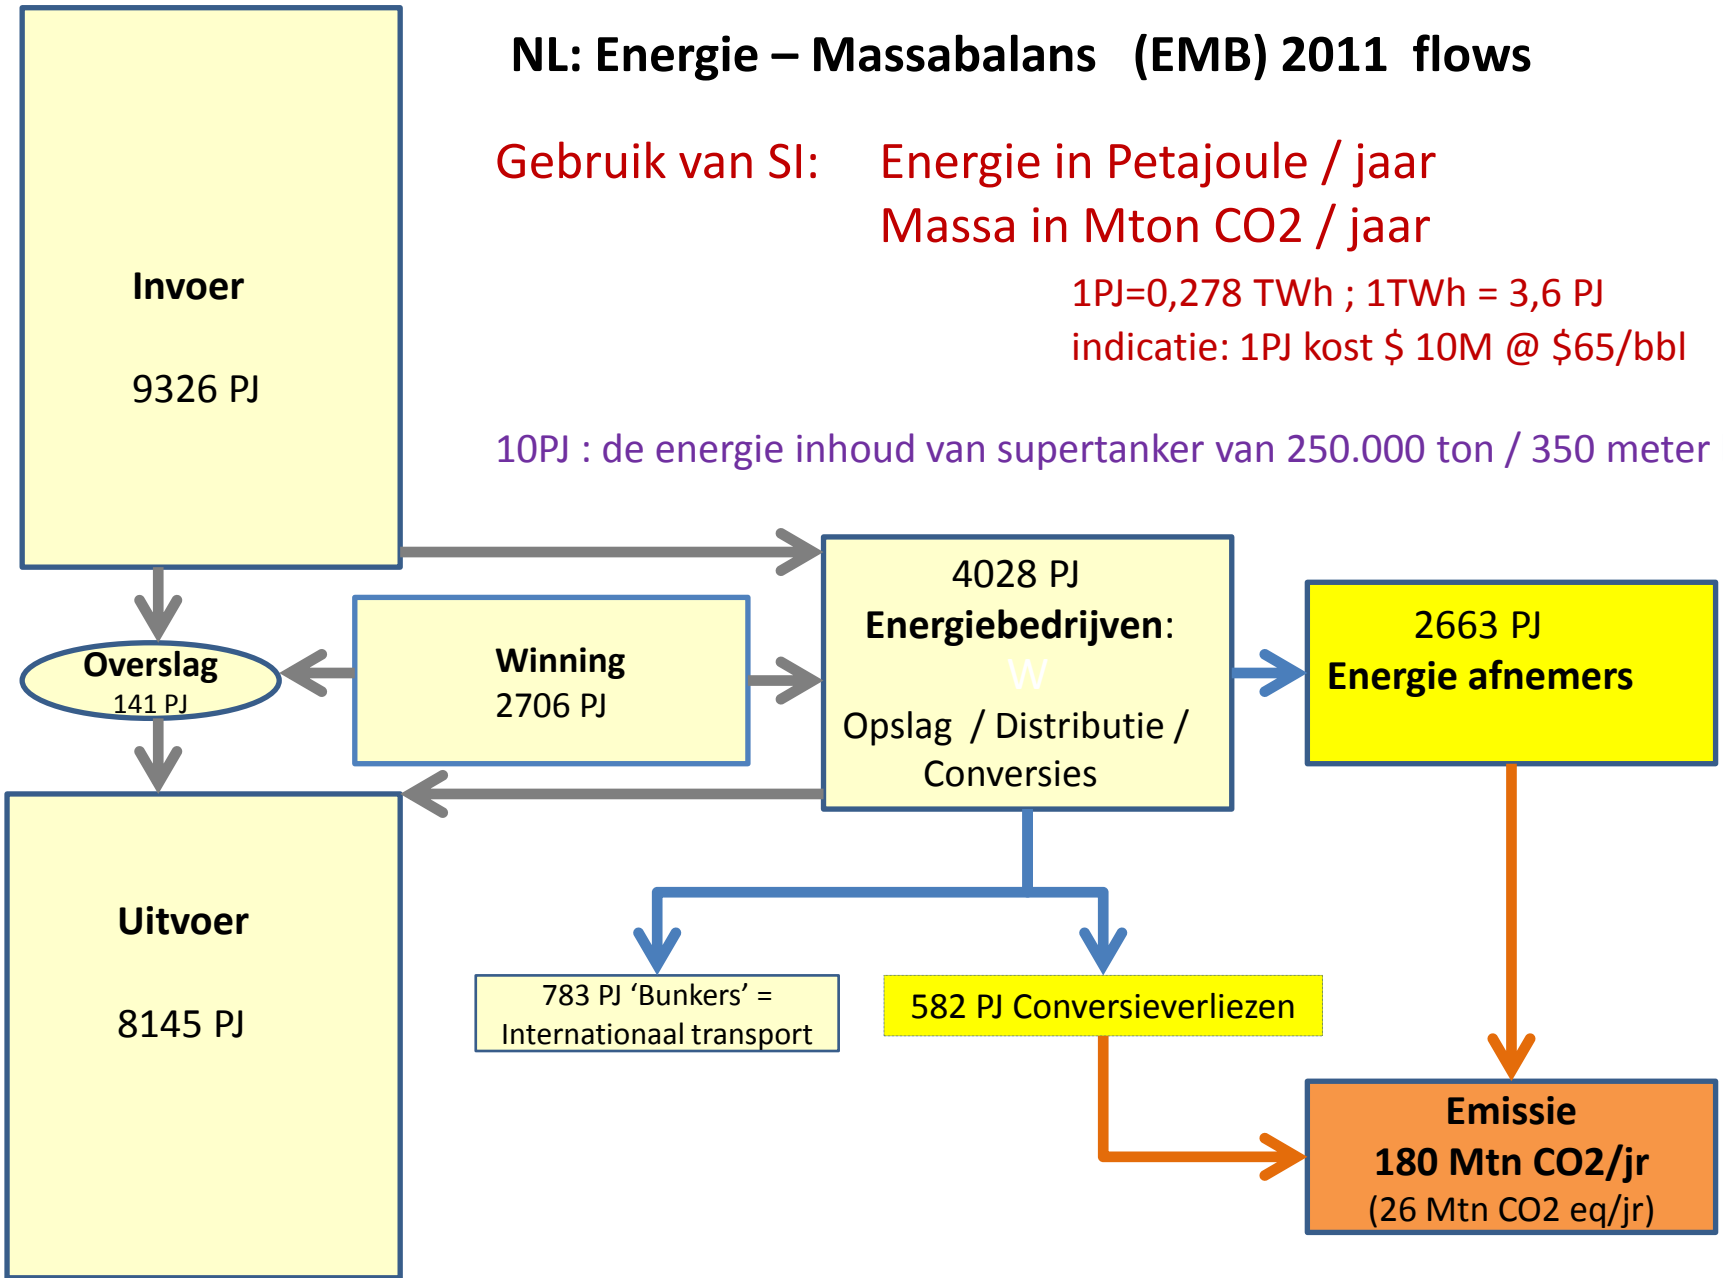 NL: Energie – Massabalans (EMB) 2011 flows
Gebruik van SI: Energie in Petajoule / jaar
Massa in Mton CO2 / jaar
1PJ=0,278 TWh ; 1TWh = 3,6 PJ
indicatie: 1PJ kost $ 10M @ $65/bbl
10PJ : de energie inhoud van supertanker van 250.000 ton / 350 meter
Invoer
9326 PJ
Overslag
141 PJ
Winning
2706 PJ
4028 PJ
Energiebedrijven:
W
Opslag / Distributie /
Conversies
2663 PJ
Energie afnemers
Uitvoer
8145 PJ
783 PJ ‘Bunkers’ =
Internationaal transport
582 PJ Conversieverliezen
Emissie
180 Mtn CO2/jr
(26 Mtn CO2 eq/jr)